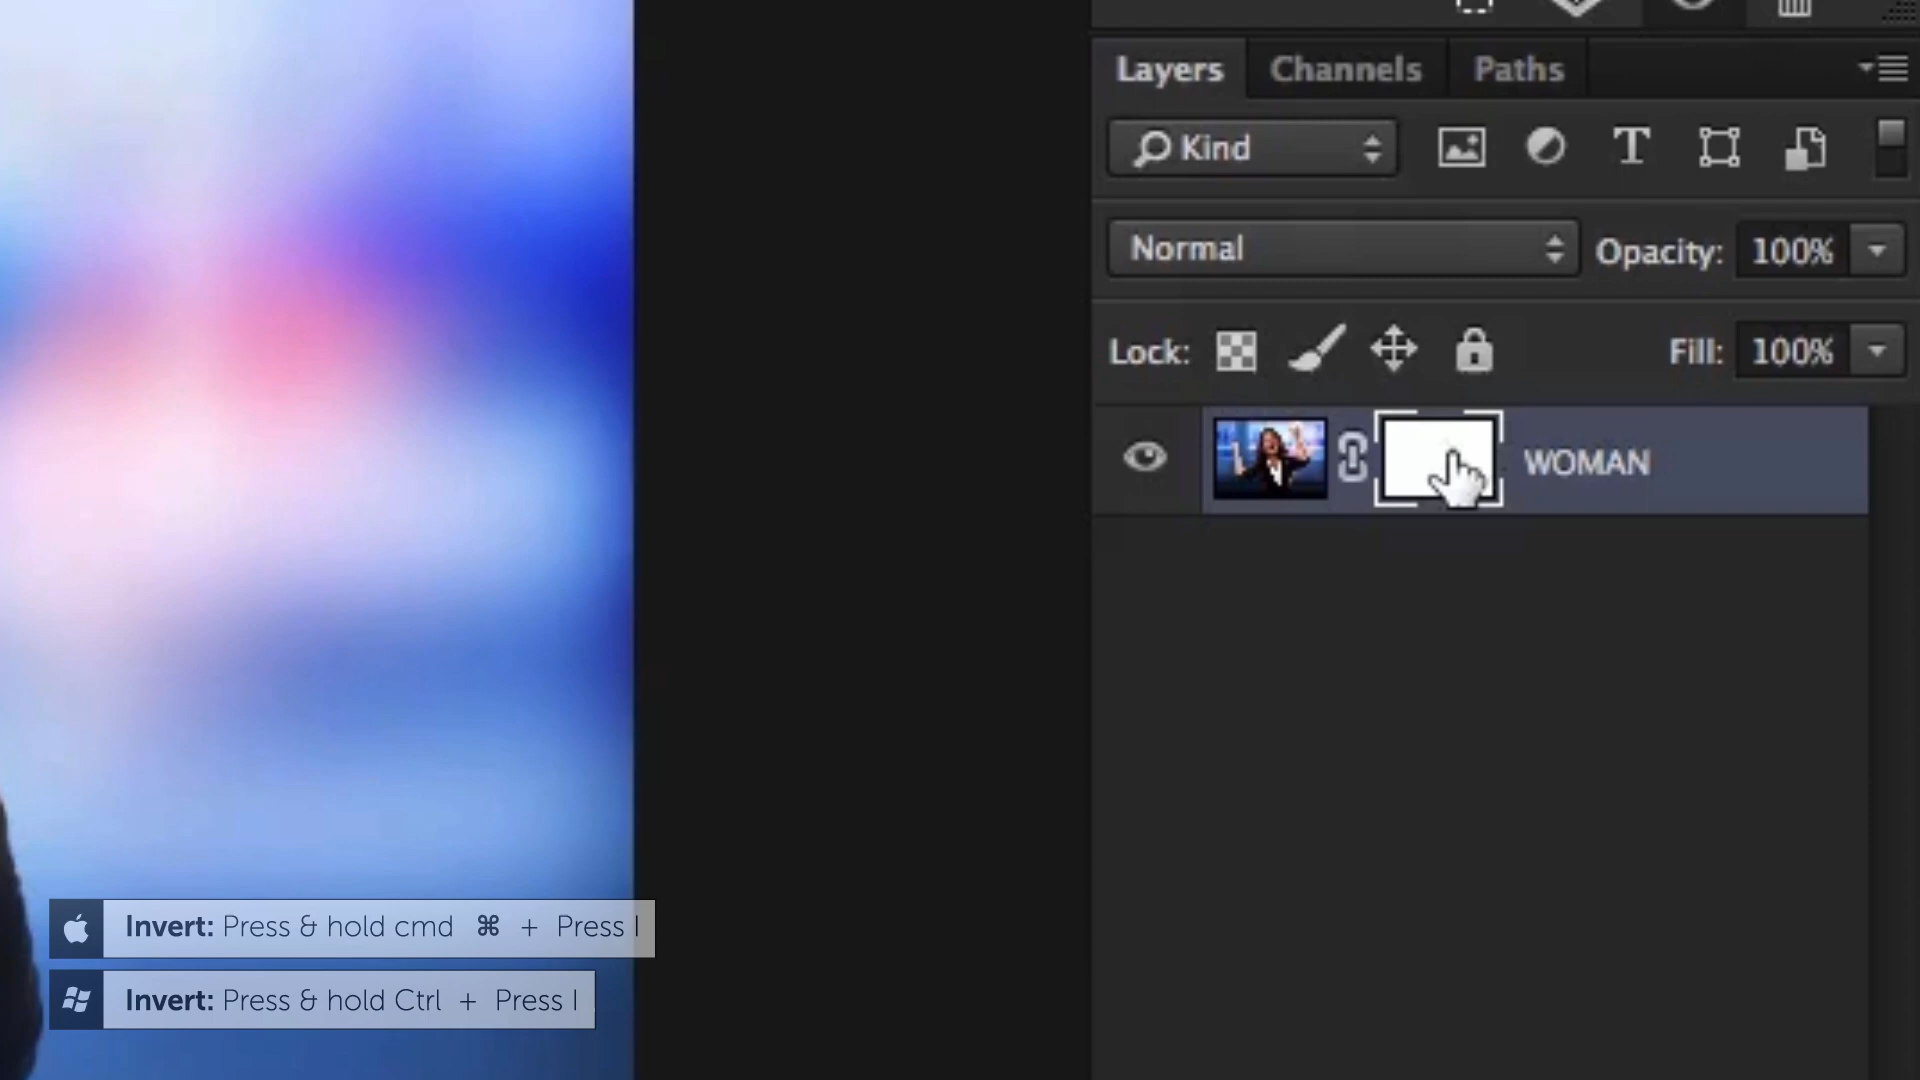 Layers Channels Paths
Kind
Normal Opacity: 100%
Lock: Fill: 100%
WOMAN
Invert: Press & hold cmd ⌘ + Press I
Invert: Press & hold Ctrl + Press I